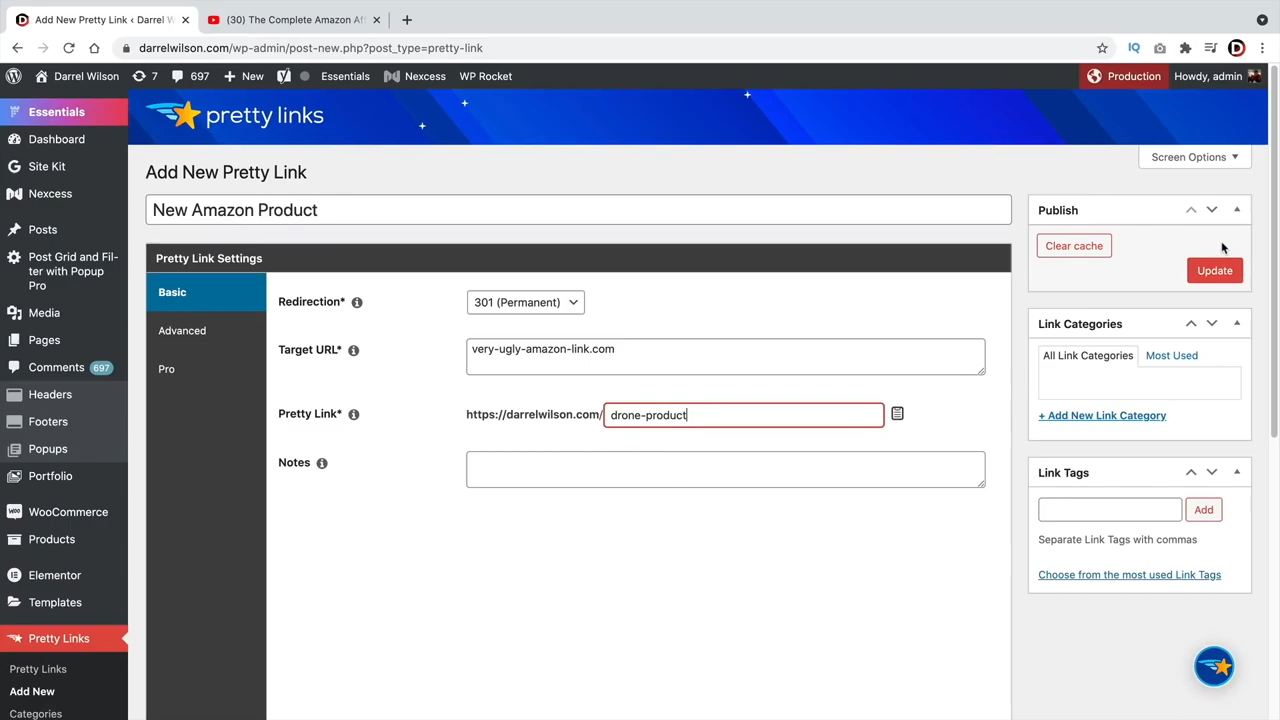 Add New Pretty Link ‹ Darrel W
(30) The Complete Amazon Af
darrelwilson.com/wp-admin/post-new.php?post_type=pretty-link
IQ
D
Darrel Wilson
7
697
New
Essentials
Nexcess
WP Rocket
Production
Howdy, admin
Essentials
Dashboard
Site Kit
Nexcess
Posts
Post Grid and Fil-
ter with Popup
Pro
Media
Pages
Comments 697
Headers
Footers
Popups
Portfolio
WooCommerce
Products
Elementor
Templates
Pretty Links
Pretty Links
Add New
Categories
pretty links
Screen Options
Add New Pretty Link
New Amazon Product
Pretty Link Settings
Basic
Advanced
Pro
Redirection*
301 (Permanent)
Target URL*
very-ugly-amazon-link.com
Pretty Link*
https://darrelwilson.com/
drone-product
Notes
Publish
Clear cache
Update
Link Categories
All Link Categories
Most Used
+ Add New Link Category
Link Tags
Add
Separate Link Tags with commas
Choose from the most used Link Tags